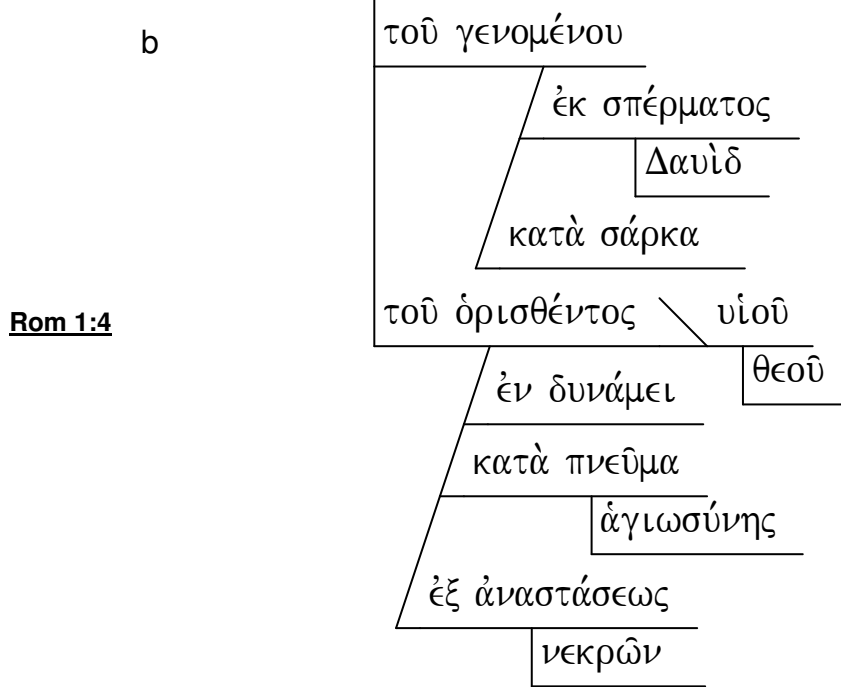 b
τοῦ γενομένου
ἐκ σπέρματος
Δαυὶδ
κατὰ σάρκα
Rom 1:4
τοῦ ὁρισθέντος υἱοῦ
θεοῦ
ἐν δυνάμει
κατὰ πνεῦμα
ἁγιωσύνης
ἐξ ἀναστάσεως
νεκρῶν